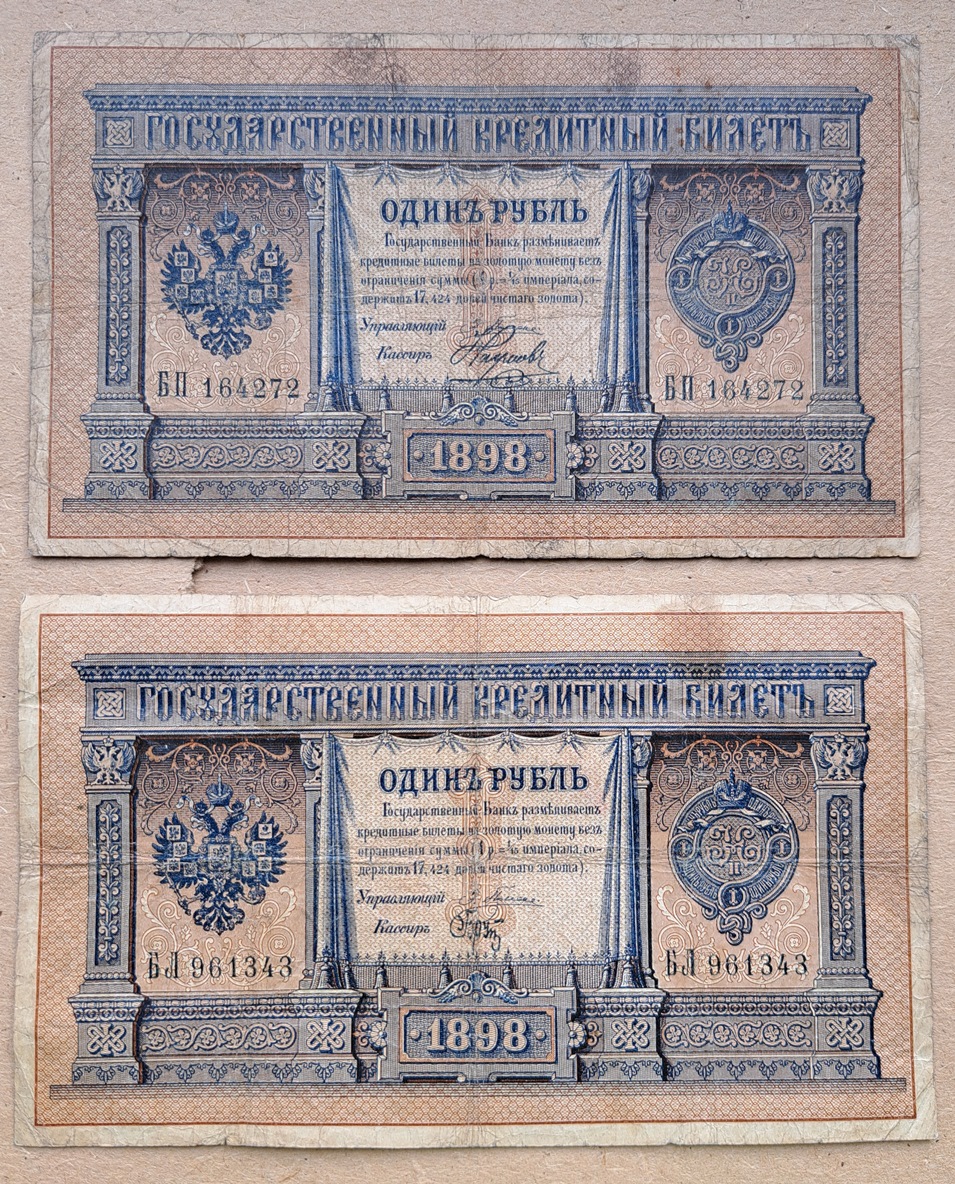 ГОСУДАРСТВЕННЫЙ КРЕДИТНЫЙ БИЛЕТЪ
ОДИНЪ РУБЛЬ
Государственный Банкъ размѣниваетъ
кредитные билеты на золотую монету безъ
ограниченія суммы (1 р. = 1/15 имперіала, со-
держитъ 17,424 долей чистаго золота).
Управляющій
Кассиръ
БП 164272
БП 164272
1898
ГОСУДАРСТВЕННЫЙ КРЕДИТНЫЙ БИЛЕТЪ
ОДИНЪ РУБЛЬ
Государственный Банкъ размѣниваетъ
кредитные билеты на золотую монету безъ
ограниченія суммы (1 р. = 1/15 имперіала, со-
держитъ 17,424 долей чистаго золота).
Управляющій
Кассиръ
БЛ 961343
БЛ 961343
1898